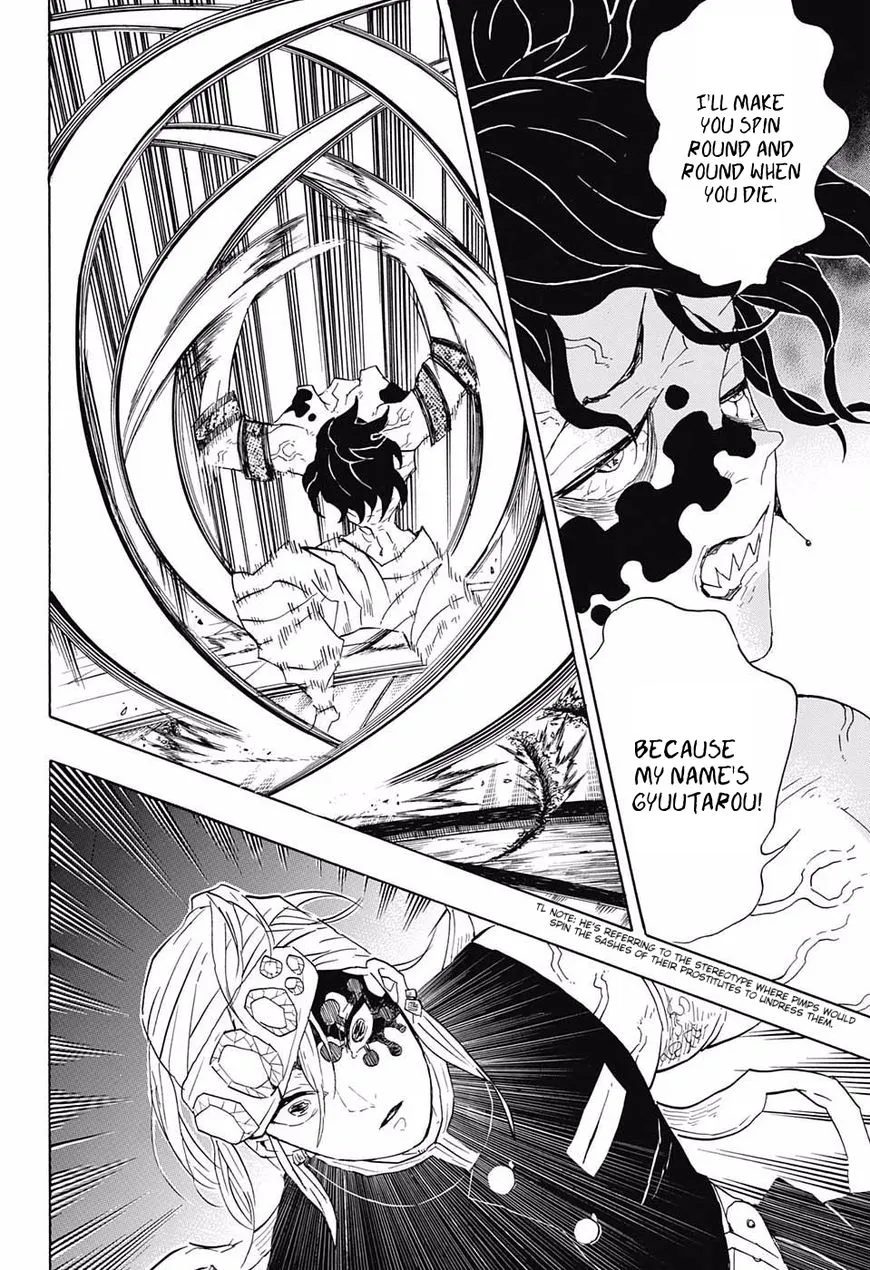 I'LL MAKE
YOU SPIN
ROUND AND
ROUND WHEN
YOU DIE.
BECAUSE
MY NAME'S
GYUUTAROU!
TL NOTE: HE'S REFERRING TO THE STEREOTYPE WHERE PIMPS WOULD
SPIN THE SASHES OF THEIR PROSTITUTES TO UNDRESS THEM.